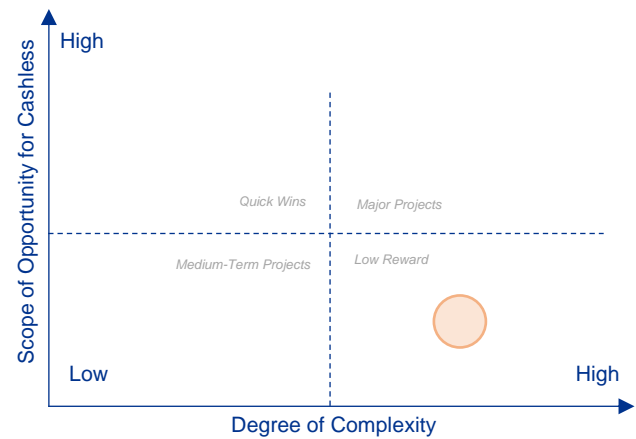 High
Scope of Opportunity for Cashless
Quick Wins
Major Projects
Medium-Term Projects
Low Reward
Low
High
Degree of Complexity